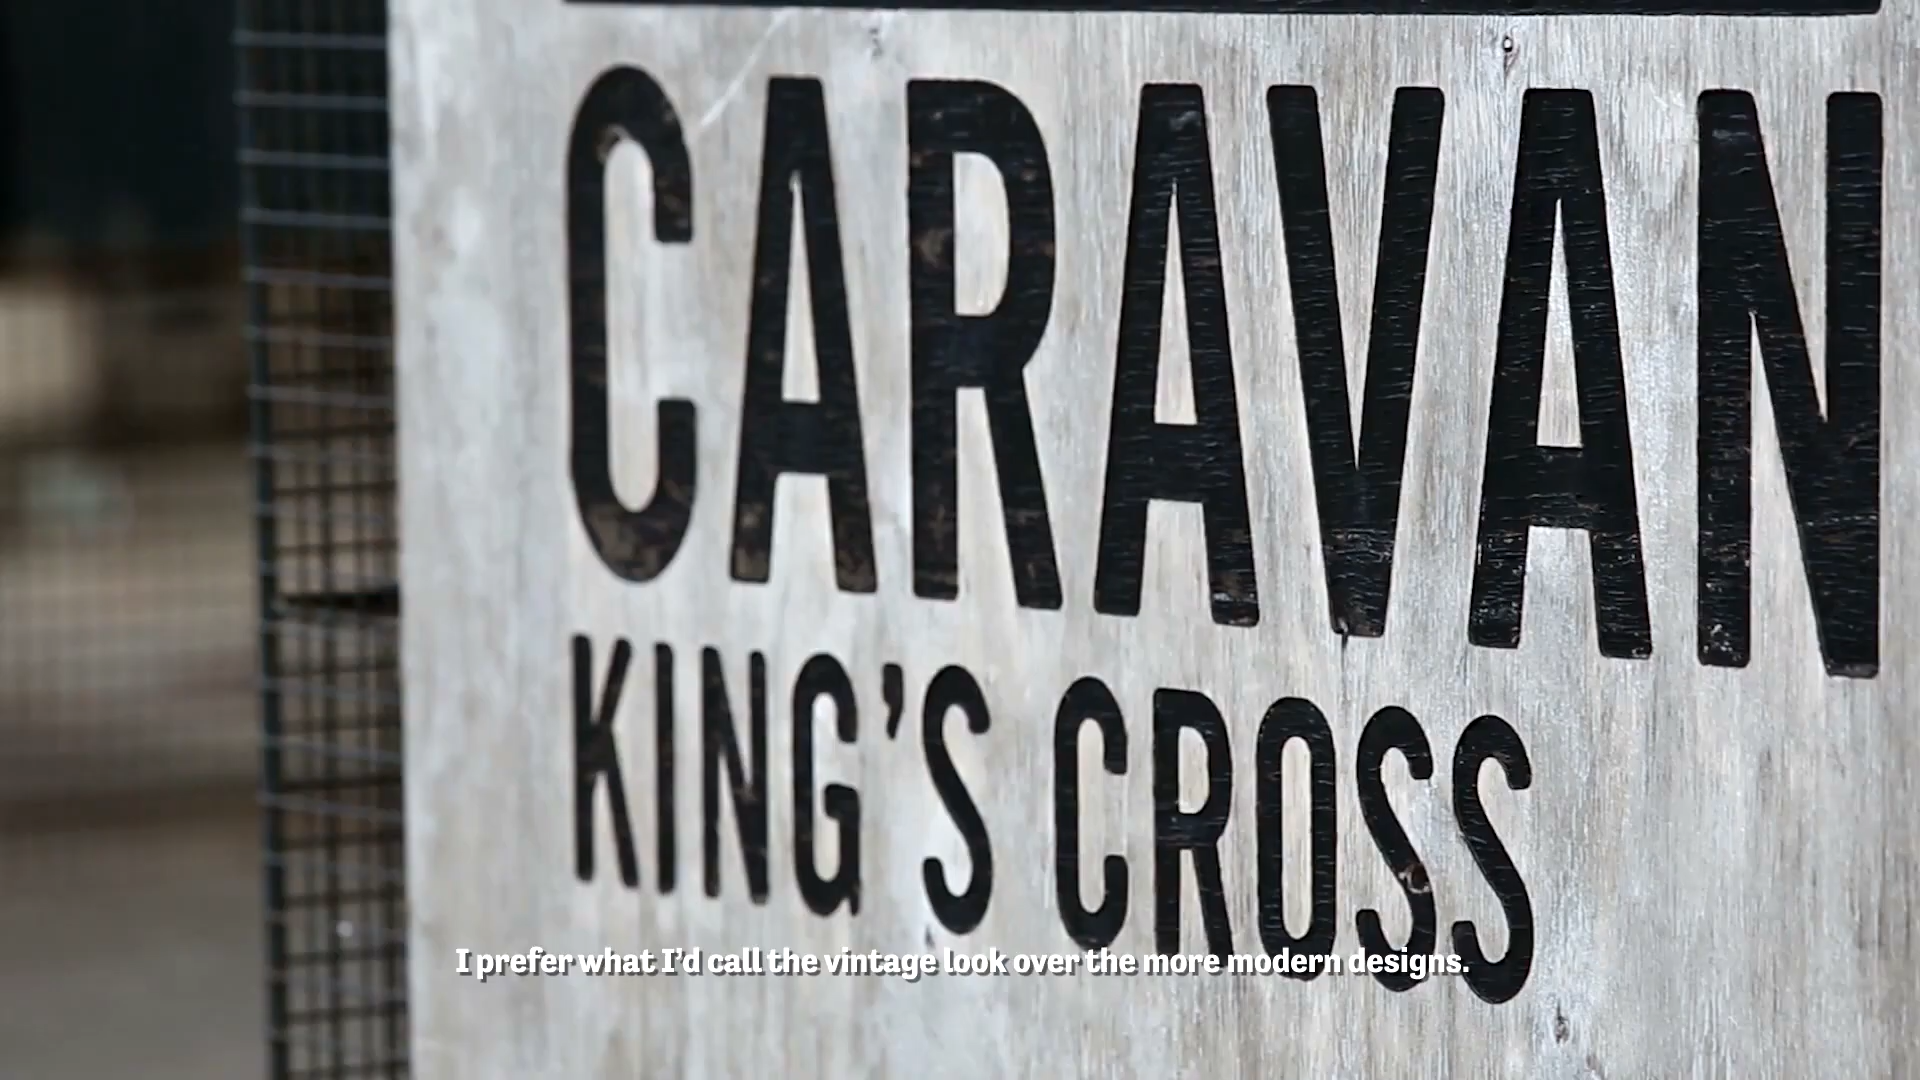 CARAVAN
KING'S CROSS
I prefer what I'd call the vintage look over the more modern designs.